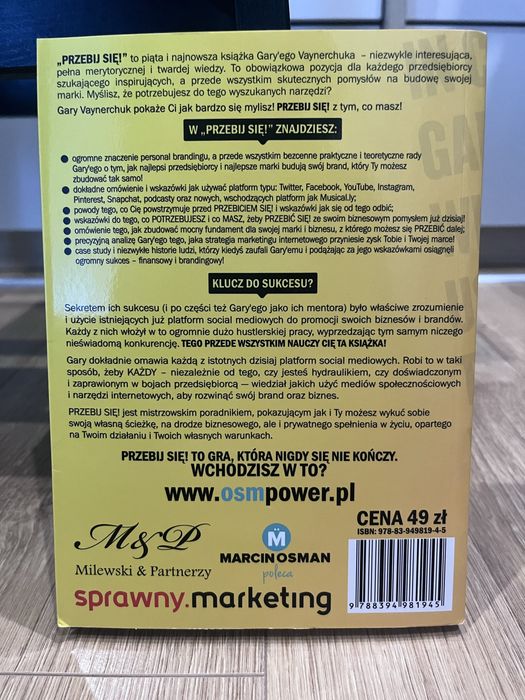 „PRZEBIJ SIĘ!” to piąta i najnowsza książka Gary'ego Vaynerchuka – niezwykle interesująca,
pełna merytorycznej i twardej wiedzy. To obowiązkowa pozycja dla każdego przedsiębiorcy
szukającego inspiracji, a przede wszystkim skutecznych pomysłów na budowę swojej
marki. Myślisz, że potrzebujesz do tego wyszukanych narzędzi?
Gary Vaynerchuk pokaże Ci jak bardzo się mylisz! PRZEBIJ SIĘ! z tym, co masz!
W „PRZEBIJ SIĘ!” ZNAJDZIESZ:
● ogromne znaczenie personal brandingu, a przede wszystkim bezcenne praktyczne i teoretyczne rady
Gary'ego o tym, jak najlepsi przedsiębiorcy i najlepsze marki budują swój brand, który Ty możesz
zbudować tak samo!
● dokładne omówienie i wskazówki jak używać platform typu: Twitter, Facebook, YouTube, Instagram,
Pinterest, Snapchat, podcasty oraz nowych, wschodzących platform jak Musical.ly;
● powody tego, co Cię powstrzymuje przed PRZEBICIEM SIĘ! i wskazówki jak się od tego odbić;
● wskazówki do tego, co POTRZEBUJESZ i co MASZ, żeby PRZEBIĆ SIĘ! ze swoim biznesowym pomysłem już dzisiaj!
● omówienie tego, jak zbudować mocny fundament dla swojej marki i biznesu, z którego możesz się PRZEBIĆ dalej;
● precyzyjną analizę Gary'ego tego, jaka strategia marketingu internetowego przyniesie zysk Tobie i Twojej marce!
● case study i niezwykłe historie ludzi, którzy kiedyś zaufali Gary'emu i podążając za jego wskazówkami osiągnęli
ogromny sukces – finansowy i brandingowy!
KLUCZ DO SUKCESU?
Sekretem ich sukcesu (i po części też Gary'ego jako ich mentora) było właściwe zrozumienie
i użycie istniejących już platform social mediowych do promocji swoich biznesów i brandów.
Każdy z nich włożył w to ogromnie dużo hustlerskiej pracy, wyprzedzając tym samym niczego
nieświadomą konkurencję. TEGO PRZEDE WSZYSTKIM NAUCZY CIĘ TA KSIĄŻKA!
Gary dokładnie omawia każdą z istotnych dzisiaj platform social mediowych. Robi to w taki
sposób, żeby KAŻDY – niezależnie od tego, czy jesteś hydraulikiem, czy doświadczonym
i zaprawionym w bojach przedsiębiorcą — wiedział jakich użyć mediów społecznościowych
i narzędzi internetowych, aby rozwinąć swój brand oraz biznes.
PRZEBIJ SIĘ! jest mistrzowskim poradnikiem, pokazującym jak i Ty możesz wykuć sobie
swoją własną ścieżkę, na drodze biznesowego, ale i prywatnego spełnienia w życiu, opartego
na Twoim działaniu i Twoich własnych warunkach.
PRZEBIJ SIĘ! TO GRA, KTÓRA NIGDY SIĘ NIE KOŃCZY.
WCHODZISZ W TO?
www.osmpower.pl
CENA 49 zł
ISBN: 978-83-949819-4-5
M&P
Milewski & Partnerzy
M
MARCINOSMAN
poleca
sprawny.marketing
9 788394 981945